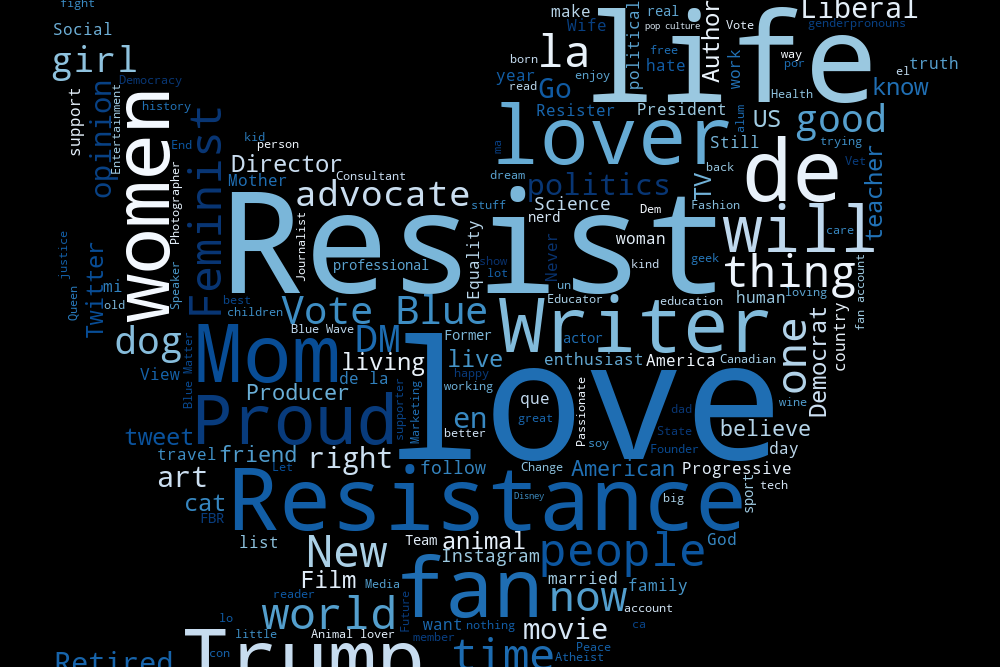 fight
Social
girl
Democracy
support
opinion
Entertainment
history
women
End
Feminist
Photographer
Speaker
justice
Queen
Twitter
mi
old
dog
View
Blue Matter
tweet
travel
friend
art
cat
FBR
list
kid
person
Director
Mother
Consultant
advocate
stuff
Resist
Journalist
professional
Equality
show
lot
best
children
Vote Blue
Blue Wave
Mom
DM
living
Former
live
happy
de la
working
Producer
Proud
supporter
Marketing
en
better
love
que
great
Passionate
soy
right
follow
Let
Change
American
Progressive
Resistance
Disney
big
sport
tech
make
Wife
real
pop culture
political
Author
Vote
Liberal
genderpronouns
life
la
born
year
read
enjoy
Go
free
hate
work
way
por
el
truth
know
Health
Resister
President
lover
ma
alum
US
good
Still
trying
Vet
teacher
dream
politics
TV
back
de
Science
nerd
Dem
Fashion
will
care
woman
Never
kind
geek
thing
fan account
un
Educator
education
human
loving
country
Writer
actor
enthusiast
America
Canadian
one
Democrat
wine
dad
State
Founder
believe
day
New
Team
animal
Instagram
people
God
Film
Media
reader
Future
fan
married
now
family
account
world
lo
little
Animal lover
want
nothing
member
movie
ca
Peace
Atheist
time
Trump
con
Retired